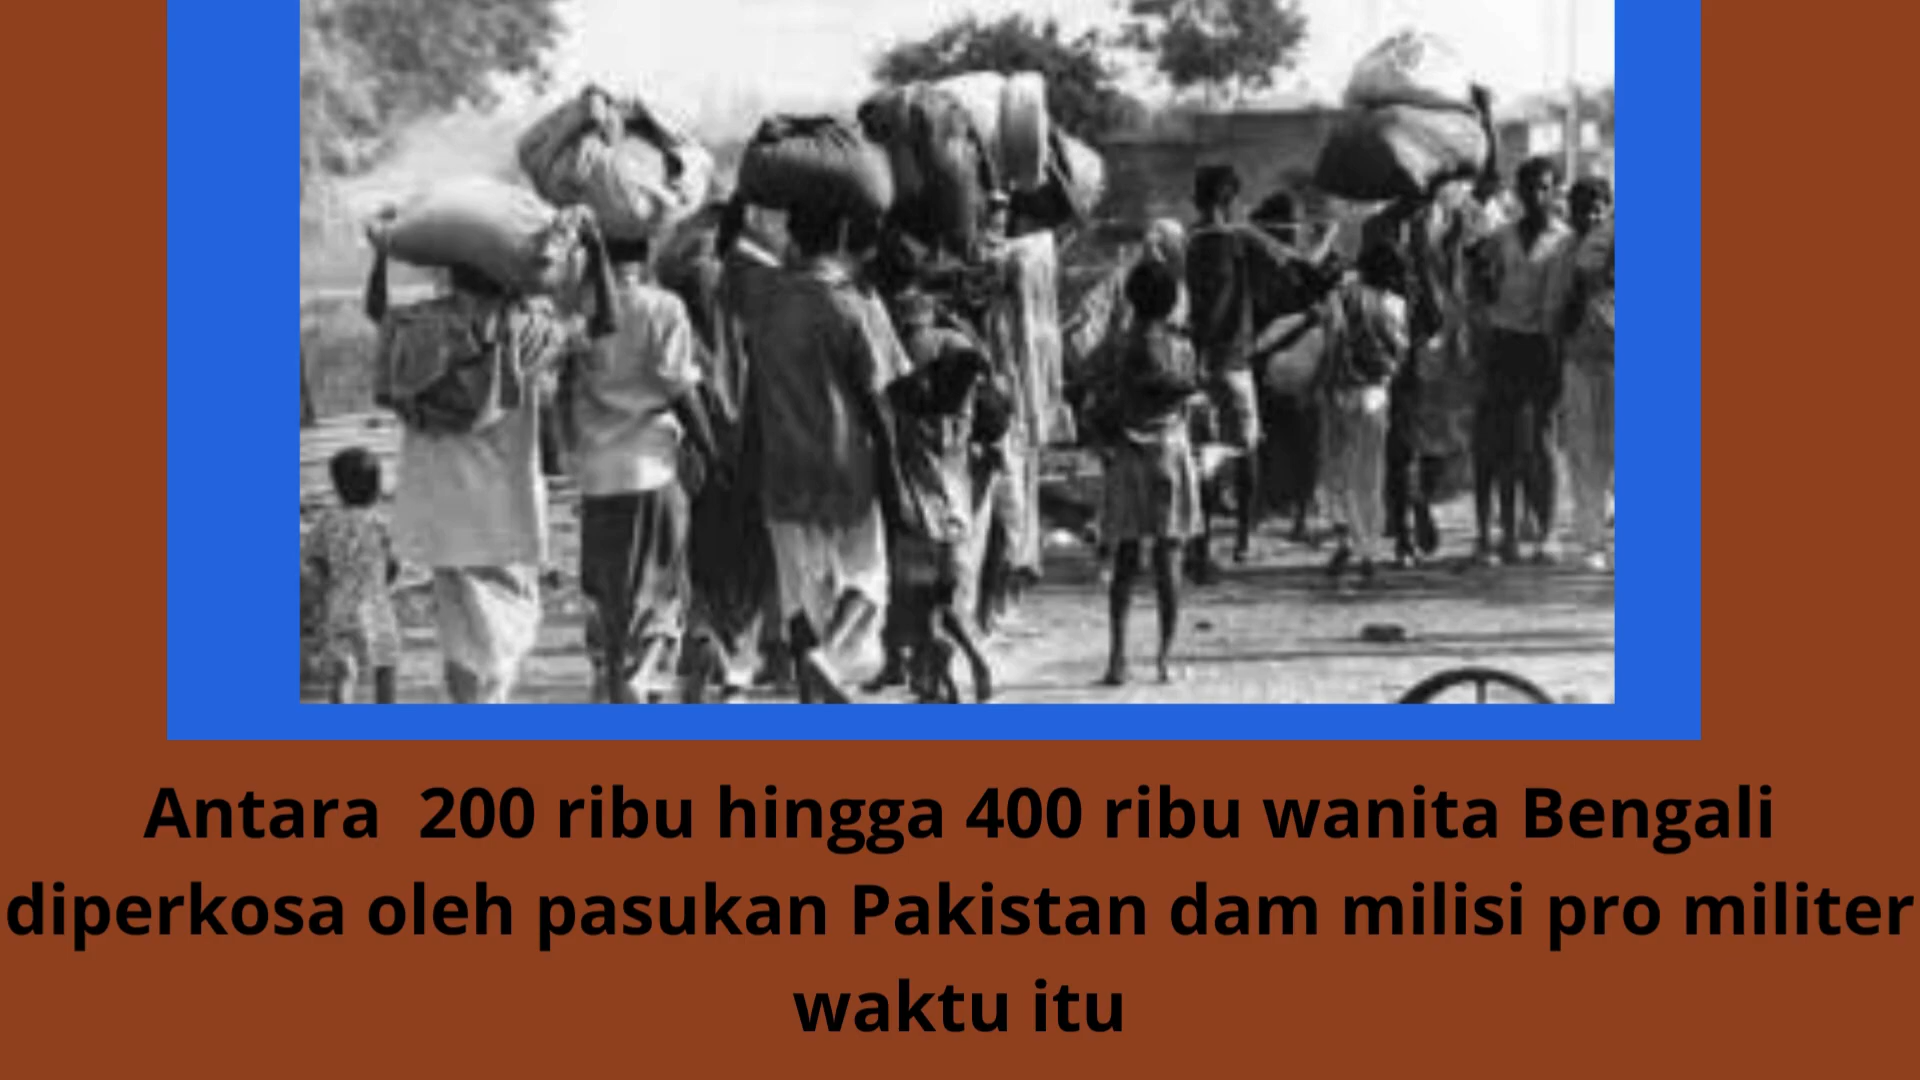 Antara  200 ribu hingga 400 ribu wanita Bengali
diperkosa oleh pasukan Pakistan dam milisi pro militer
waktu itu